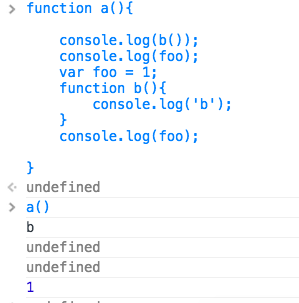 function a(){
console.log(b());
console.log(foo);
var foo = 1;
function b(){
console.log('b');
}
console.log(foo);
}
undefined
a()
b
undefined
undefined
1